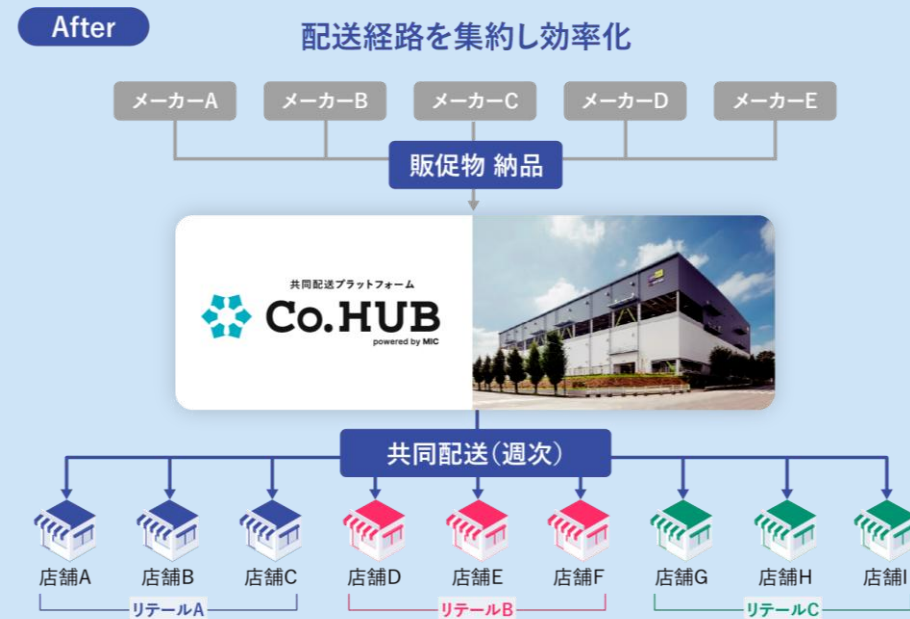 After
配送経路を集約し効率化
メーカーA メーカーB メーカーC メーカーD メーカーE
販促物 納品
共同配送プラットフォーム
Co.HUB
powered by MIC
共同配送(週次)
店舗A 店舗B 店舗C 店舗D 店舗E 店舗F 店舗G 店舗H 店舗I
リテールA リテールB リテールC